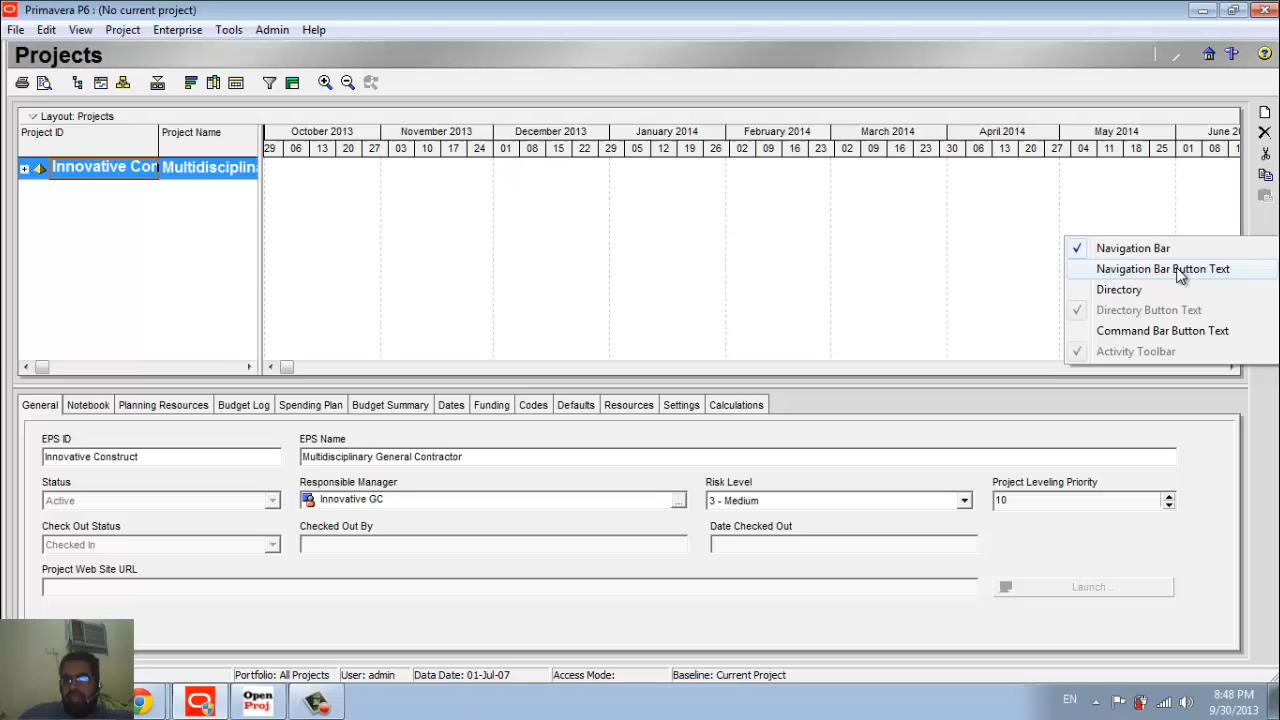 Primavera P6 : (No current project)
File Edit View Project Enterprise Tools Admin Help
Projects
Layout: Projects
Project ID Project Name
October 2013 November 2013 December 2013 January 2014 February 2014 March 2014 April 2014 May 2014 June 20
29 06 13 20 27 03 10 17 24 01 08 15 22 29 05 12 19 26 02 09 16 23 02 09 16 23 30 06 13 20 27 04 11 18 25 01 08 1
Innovative Con Multidisciplin
Navigation Bar
Navigation Bar Button Text
Directory
Directory Button Text
Command Bar Button Text
Activity Toolbar
General Notebook Planning Resources Budget Log Spending Plan Budget Summary Dates Funding Codes Defaults Resources Settings Calculations
EPS ID EPS Name
Innovative Construct Multidisciplinary General Contractor
Status Responsible Manager Risk Level Project Leveling Priority
Active Innovative GC ... 3 - Medium 10
Check Out Status Checked Out By Date Checked Out
Checked In
Project Web Site URL
Launch...
Portfolio: All Projects User: admin Data Date: 01-Jul-07 Access Mode: Baseline: Current Project
Open
Proj
EN
8:48 PM
9/30/2013